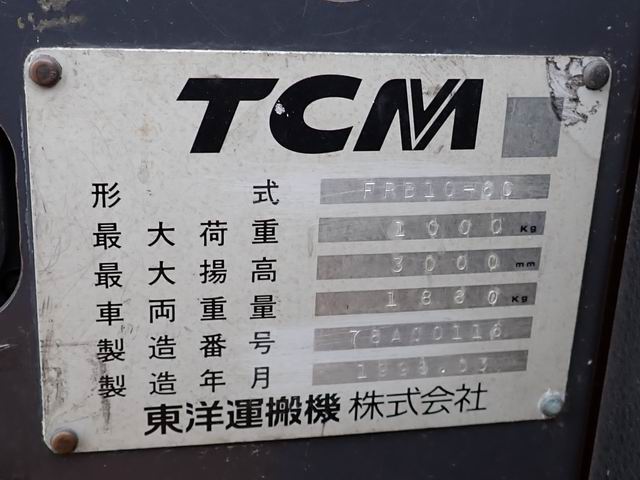 TCM
形式 FRB10-60
最大荷重 1000 Kg
最大揚高 3000 mm
車両重量 1880 Kg
製造番号
製造年月
東洋運搬機株式会社